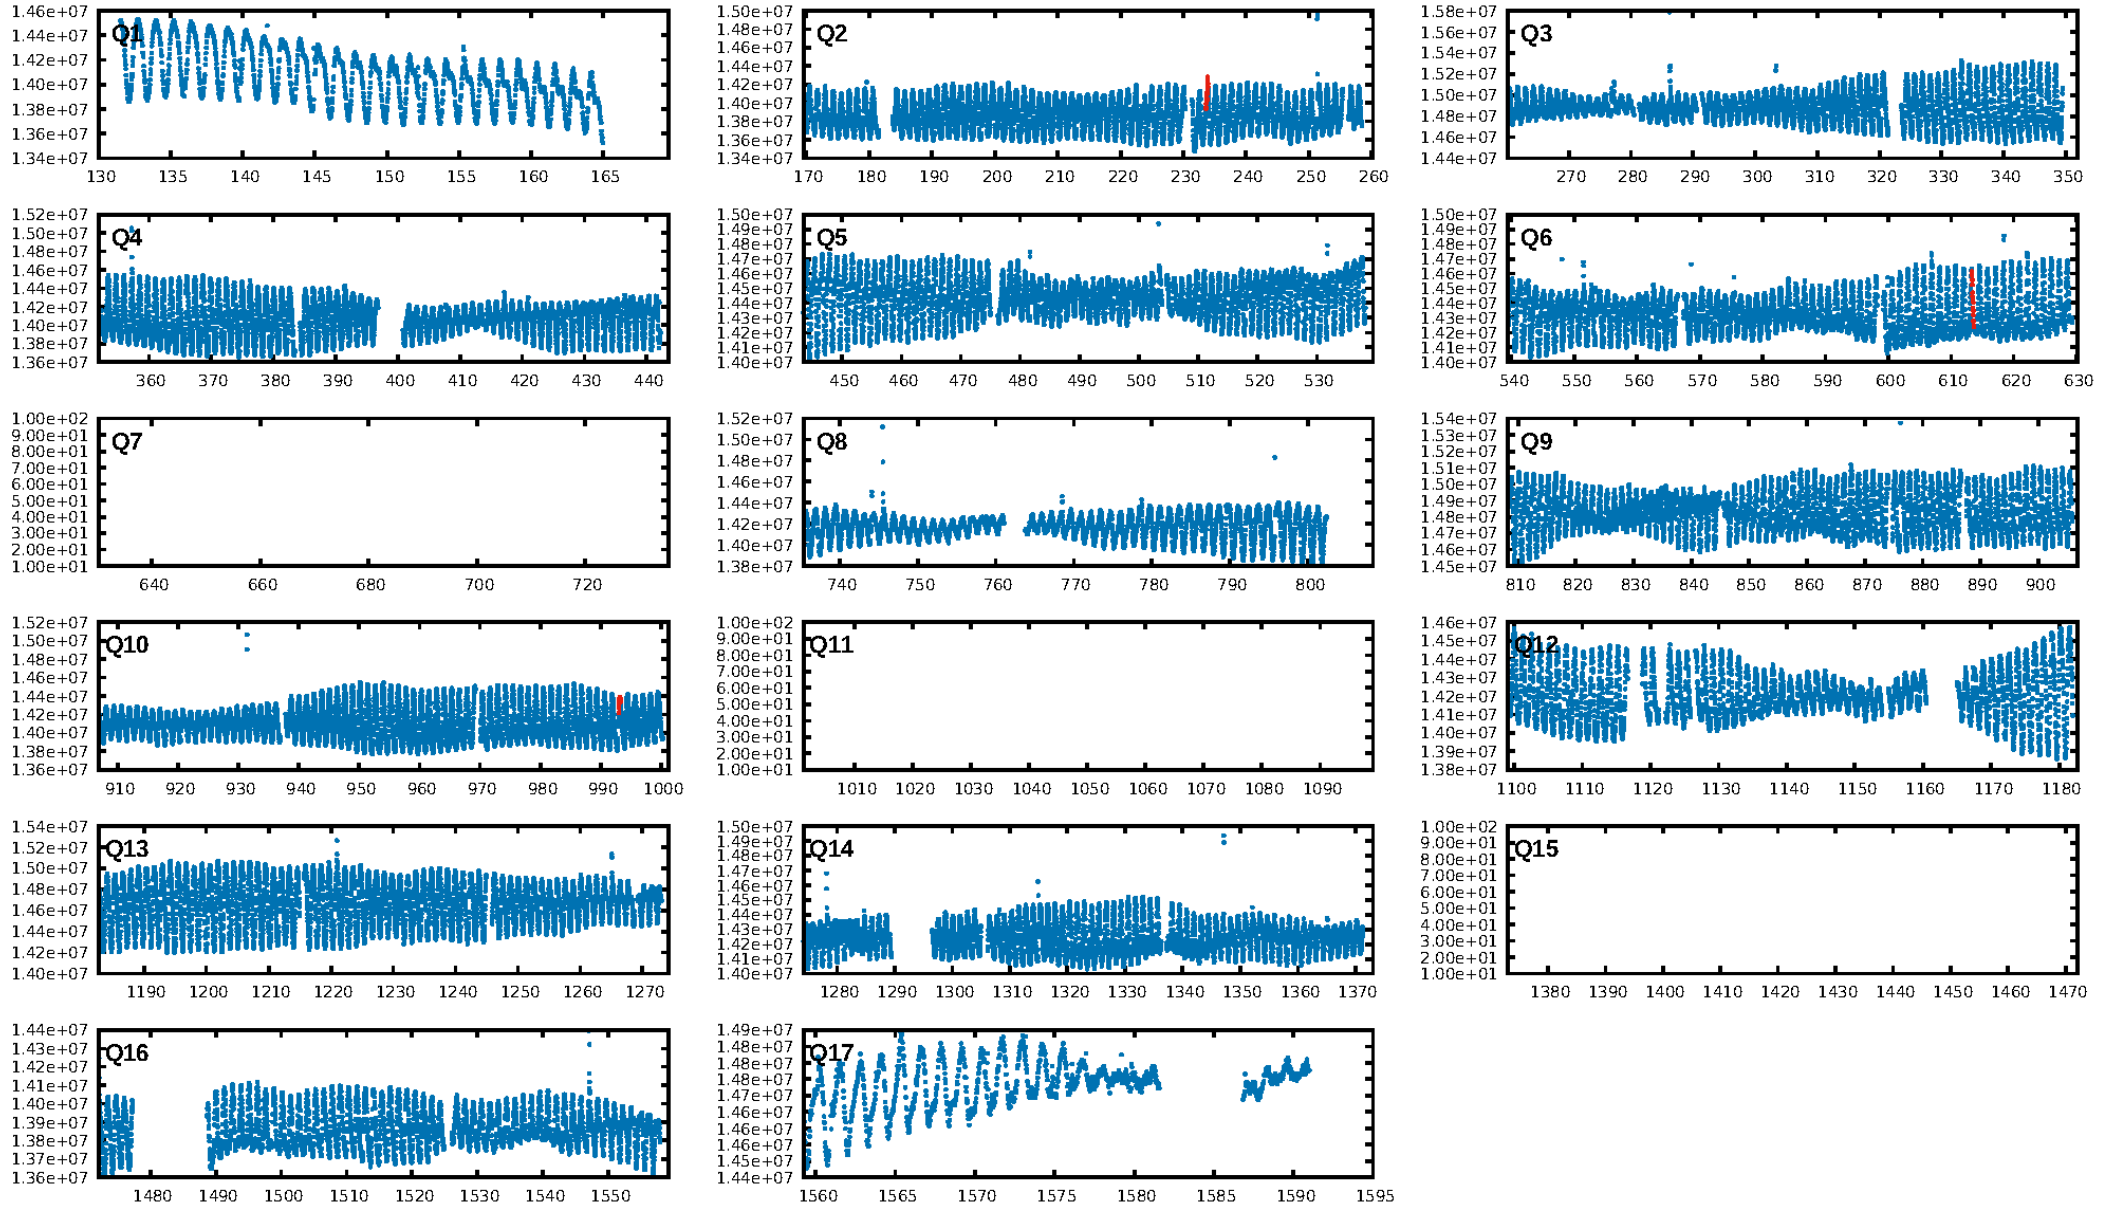 1.46e+07
1.44e+07
1.42e+07
1.40e+07
1.38e+07
1.36e+07
1.34e+07
Q1
130 135 140 145 150 155 160 165
1.50e+07
1.48e+07
1.46e+07
1.44e+07
1.42e+07
1.40e+07
1.38e+07
1.36e+07
1.34e+07
Q2
170 180 190 200 210 220 230 240 250 260
1.58e+07
1.56e+07
1.54e+07
1.52e+07
1.50e+07
1.48e+07
1.46e+07
1.44e+07
Q3
270 280 290 300 310 320 330 340 350
1.52e+07
1.50e+07
1.48e+07
1.46e+07
1.44e+07
1.42e+07
1.40e+07
1.38e+07
1.36e+07
Q4
360 370 380 390 400 410 420 430 440
1.50e+07
1.49e+07
1.48e+07
1.47e+07
1.46e+07
1.45e+07
1.44e+07
1.43e+07
1.42e+07
1.41e+07
1.40e+07
Q5
450 460 470 480 490 500 510 520 530
1.50e+07
1.49e+07
1.48e+07
1.47e+07
1.46e+07
1.45e+07
1.44e+07
1.43e+07
1.42e+07
1.41e+07
1.40e+07
Q6
540 550 560 570 580 590 600 610 620 630
1.00e+02
9.00e+01
8.00e+01
7.00e+01
6.00e+01
5.00e+01
4.00e+01
3.00e+01
2.00e+01
1.00e+01
Q7
640 660 680 700 720
1.52e+07
1.50e+07
1.48e+07
1.46e+07
1.44e+07
1.42e+07
1.40e+07
1.38e+07
Q8
740 750 760 770 780 790 800
1.54e+07
1.53e+07
1.52e+07
1.51e+07
1.50e+07
1.49e+07
1.48e+07
1.47e+07
1.46e+07
1.45e+07
Q9
810 820 830 840 850 860 870 880 890 900
1.52e+07
1.50e+07
1.48e+07
1.46e+07
1.44e+07
1.42e+07
1.40e+07
1.38e+07
1.36e+07
Q10
910 920 930 940 950 960 970 980 990 1000
1.00e+02
9.00e+01
8.00e+01
7.00e+01
6.00e+01
5.00e+01
4.00e+01
3.00e+01
2.00e+01
1.00e+01
Q11
1010 1020 1030 1040 1050 1060 1070 1080 1090
1.46e+07
1.45e+07
1.44e+07
1.43e+07
1.42e+07
1.41e+07
1.40e+07
1.39e+07
1.38e+07
Q12
1100 1110 1120 1130 1140 1150 1160 1170 1180
1.54e+07
1.52e+07
1.50e+07
1.48e+07
1.46e+07
1.44e+07
1.42e+07
1.40e+07
Q13
1190 1200 1210 1220 1230 1240 1250 1260 1270
1.50e+07
1.49e+07
1.48e+07
1.47e+07
1.46e+07
1.45e+07
1.44e+07
1.43e+07
1.42e+07
1.41e+07
1.40e+07
Q14
1280 1290 1300 1310 1320 1330 1340 1350 1360 1370
1.00e+02
9.00e+01
8.00e+01
7.00e+01
6.00e+01
5.00e+01
4.00e+01
3.00e+01
2.00e+01
1.00e+01
Q15
1380 1390 1400 1410 1420 1430 1440 1450 1460 1470
1.44e+07
1.43e+07
1.42e+07
1.41e+07
1.40e+07
1.39e+07
1.38e+07
1.37e+07
1.36e+07
Q16
1480 1490 1500 1510 1520 1530 1540 1550
1.49e+07
1.48e+07
1.48e+07
1.48e+07
1.47e+07
1.46e+07
1.46e+07
1.46e+07
1.45e+07
1.44e+07
Q17
1560 1565 1570 1575 1580 1585 1590 1595